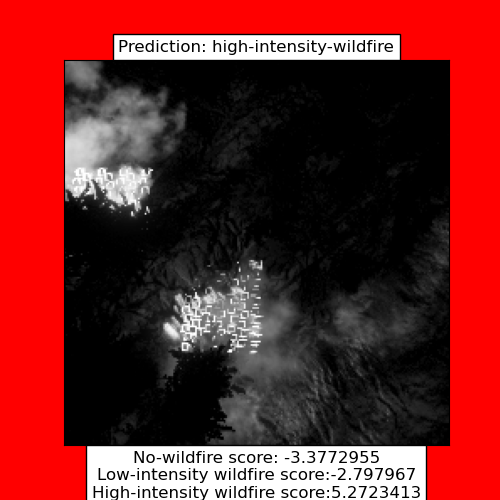 Prediction: high-intensity-wildfire
No-wildfire score: -3.3772955
Low-intensity wildfire score:-2.797967
High-intensity wildfire score:5.2723413